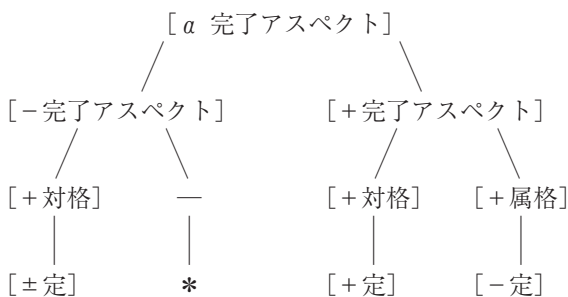 [α 完了アスペクト]
[−完了アスペクト] [+完了アスペクト]
[+対格] — [+対格] [+属格]
[±定] * [+定] [−定]